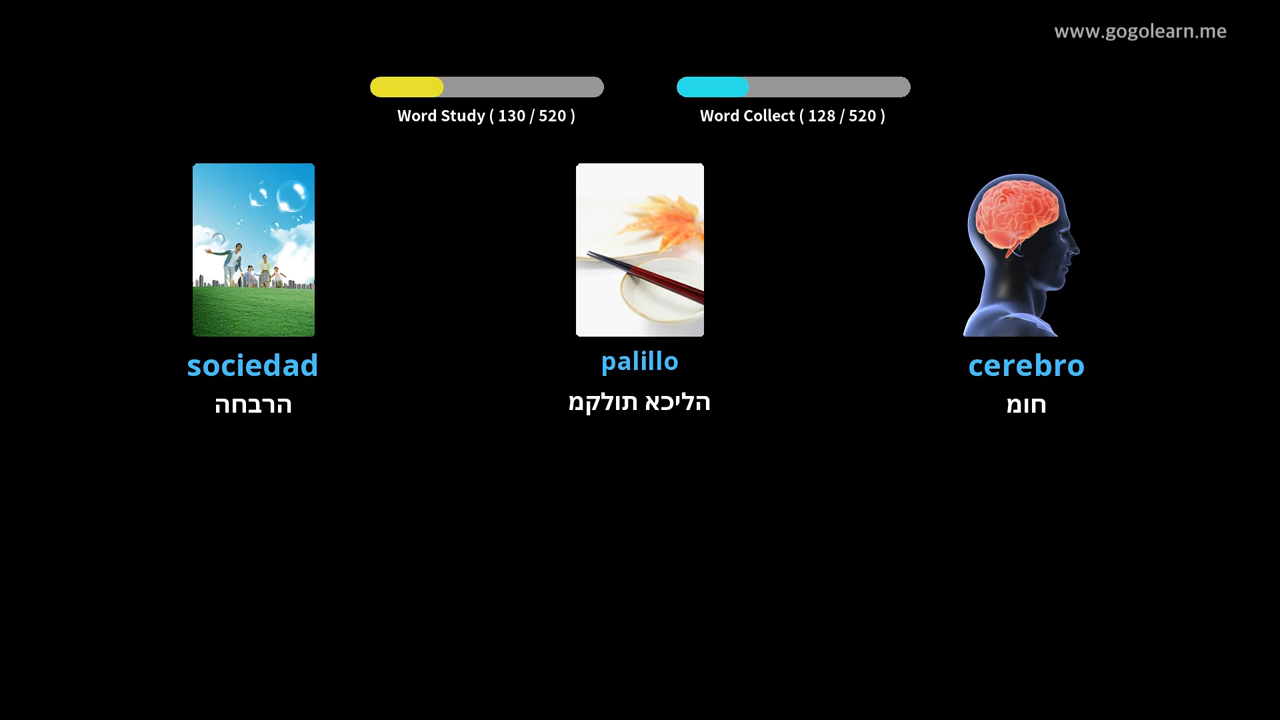 www.gogolearn.me
Word Study ( 130 / 520 )
Word Collect ( 128 / 520 )
sociedad
palillo
cerebro
הרבחה
הליכא תולקמ
חומ